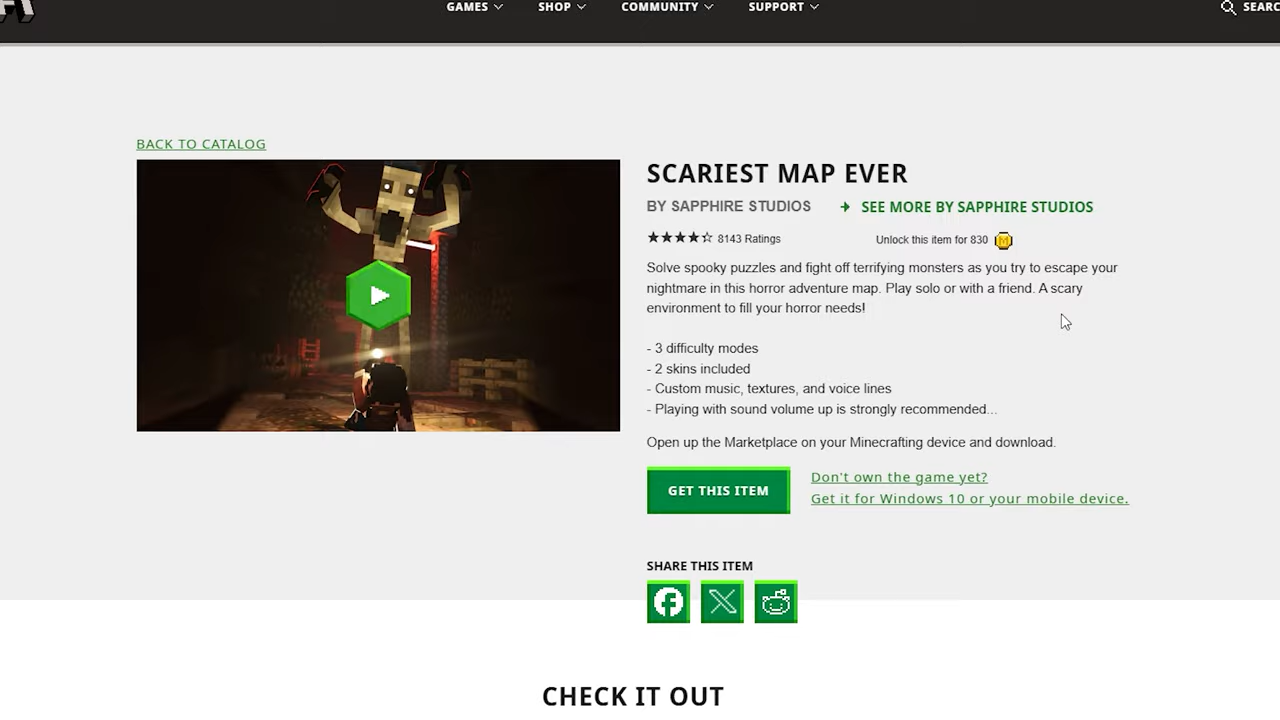 GAMES SHOP COMMUNITY SUPPORT
BACK TO CATALOG
SCARIEST MAP EVER
BY SAPPHIRE STUDIOS SEE MORE BY SAPPHIRE STUDIOS
8143 Ratings Unlock this item for 830
Solve spooky puzzles and fight off terrifying monsters as you try to escape your
nightmare in this horror adventure map. Play solo or with a friend. A scary
environment to fill your horror needs!
- 3 difficulty modes
- 2 skins included
- Custom music, textures, and voice lines
- Playing with sound volume up is strongly recommended...
Open up the Marketplace on your Minecrafting device and download.
GET THIS ITEM
Don't own the game yet?
Get it for Windows 10 or your mobile device.
SHARE THIS ITEM
CHECK IT OUT